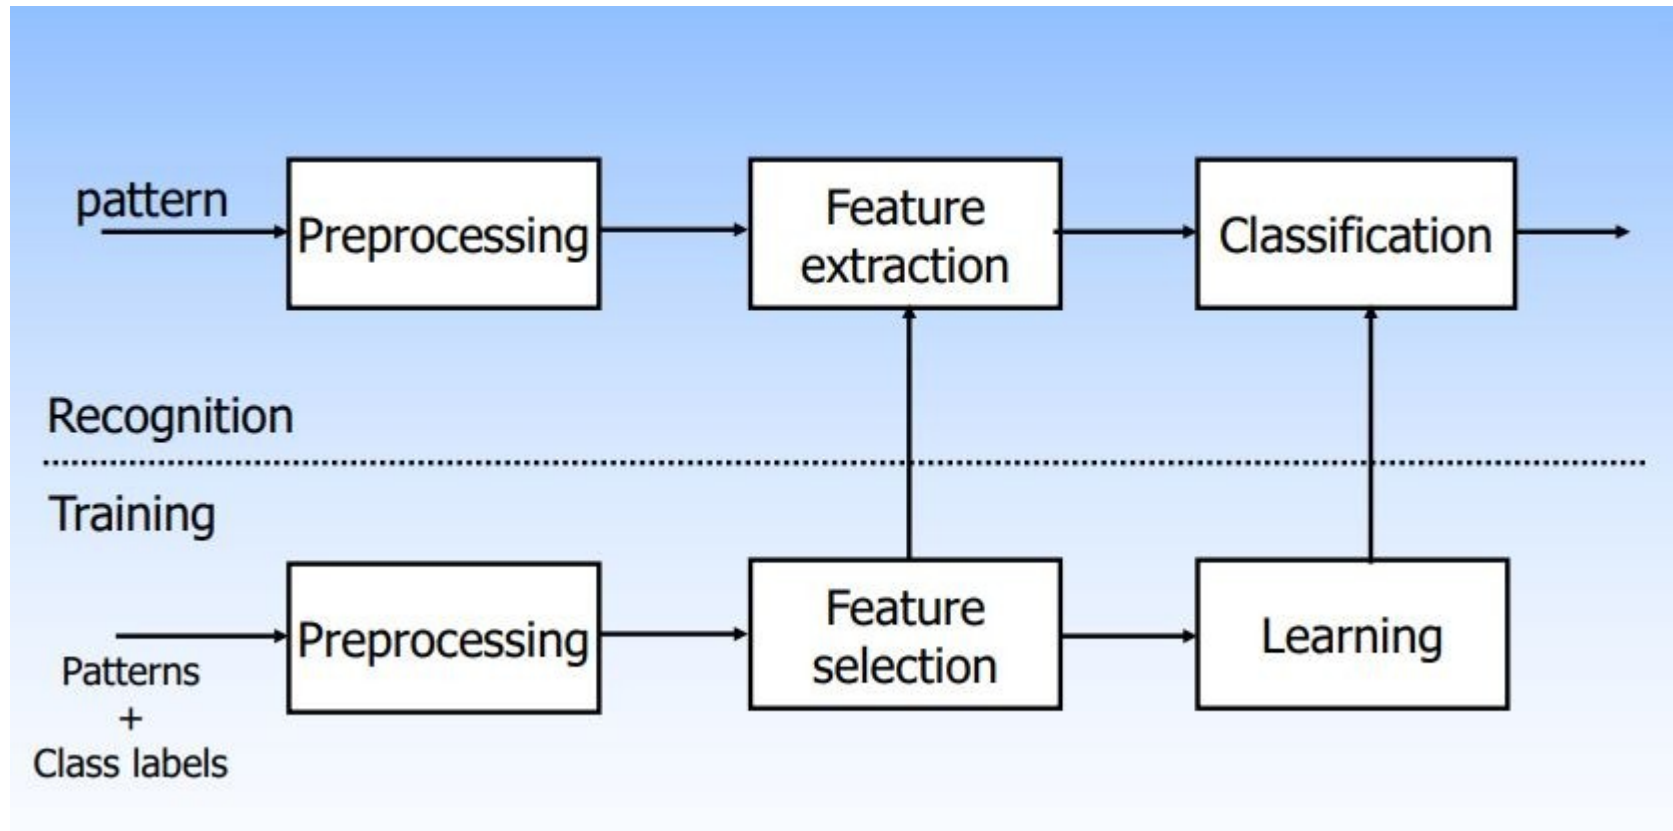 pattern
Preprocessing
Feature
extraction
Classification
Recognition
Training
Patterns
+
Class labels
Preprocessing
Feature
selection
Learning